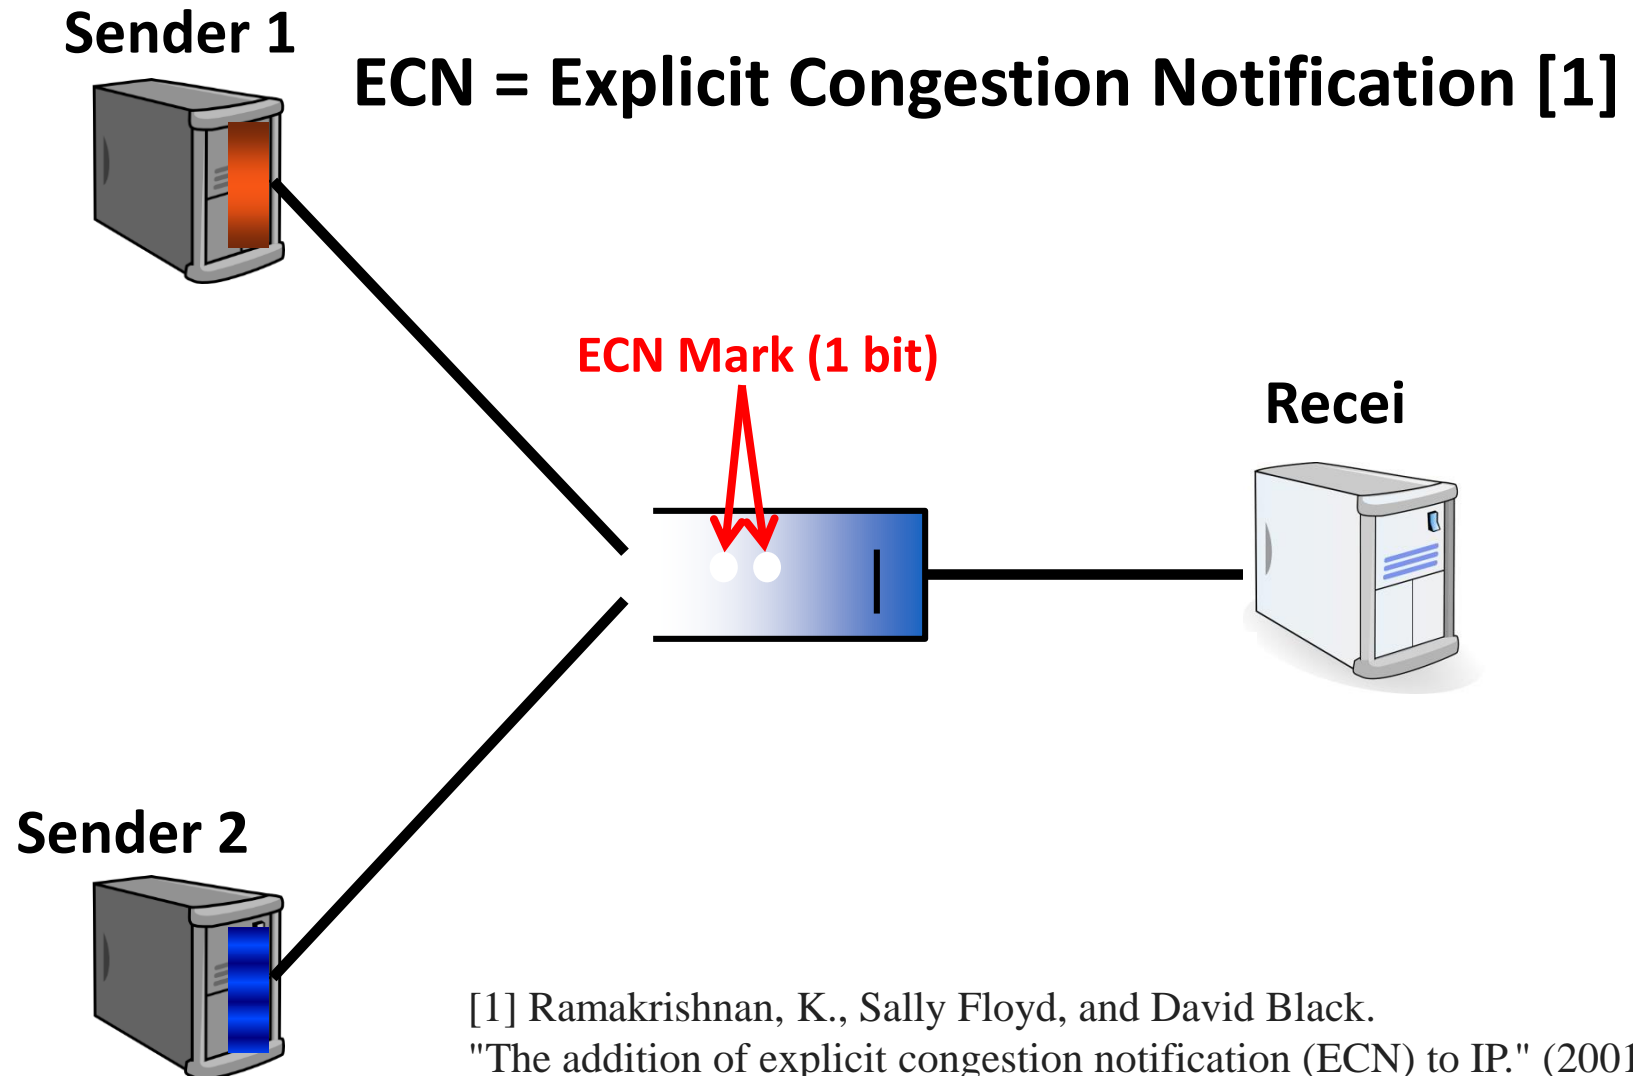 Sender 1
ECN = Explicit Congestion Notification [1]
ECN Mark (1 bit)
Recei
Sender 2
[1] Ramakrishnan, K., Sally Floyd, and David Black.
"The addition of explicit congestion notification (ECN) to IP." (2001